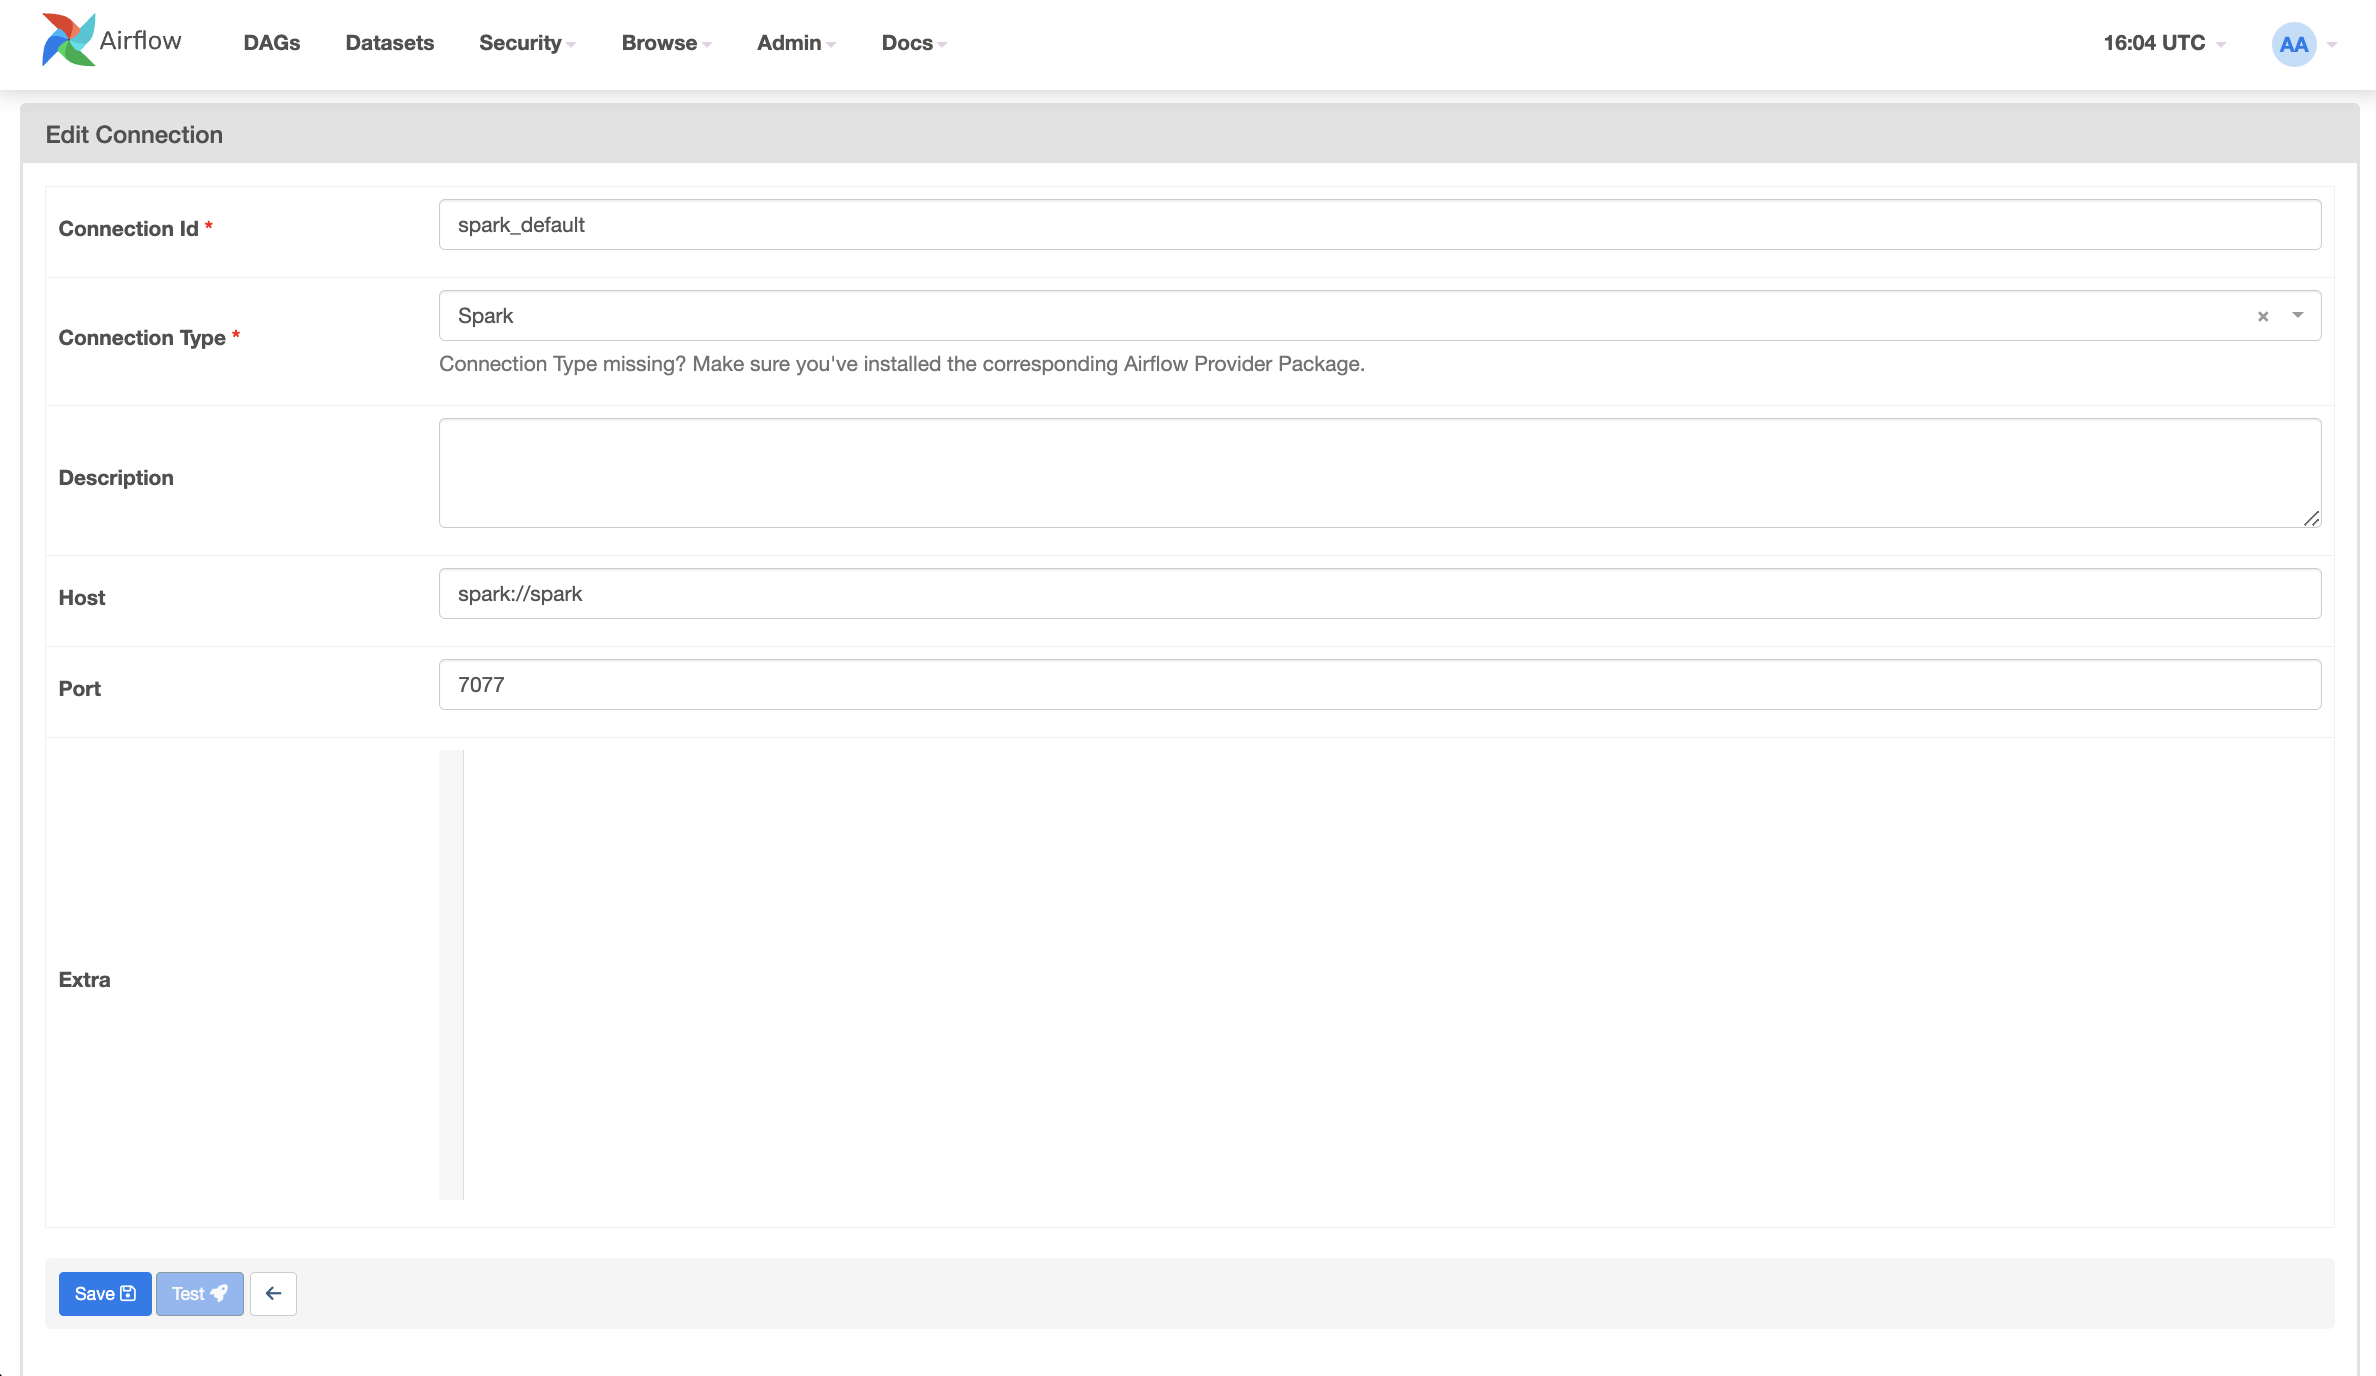 Airflow DAGs Datasets Security Browse Admin Docs 16:04 UTC AA
Edit Connection
Connection Id * spark_default
Connection Type * Spark × 
Connection Type missing? Make sure you've installed the corresponding Airflow Provider Package.
Description
Host spark://spark
Port 7077
Extra
Save Test